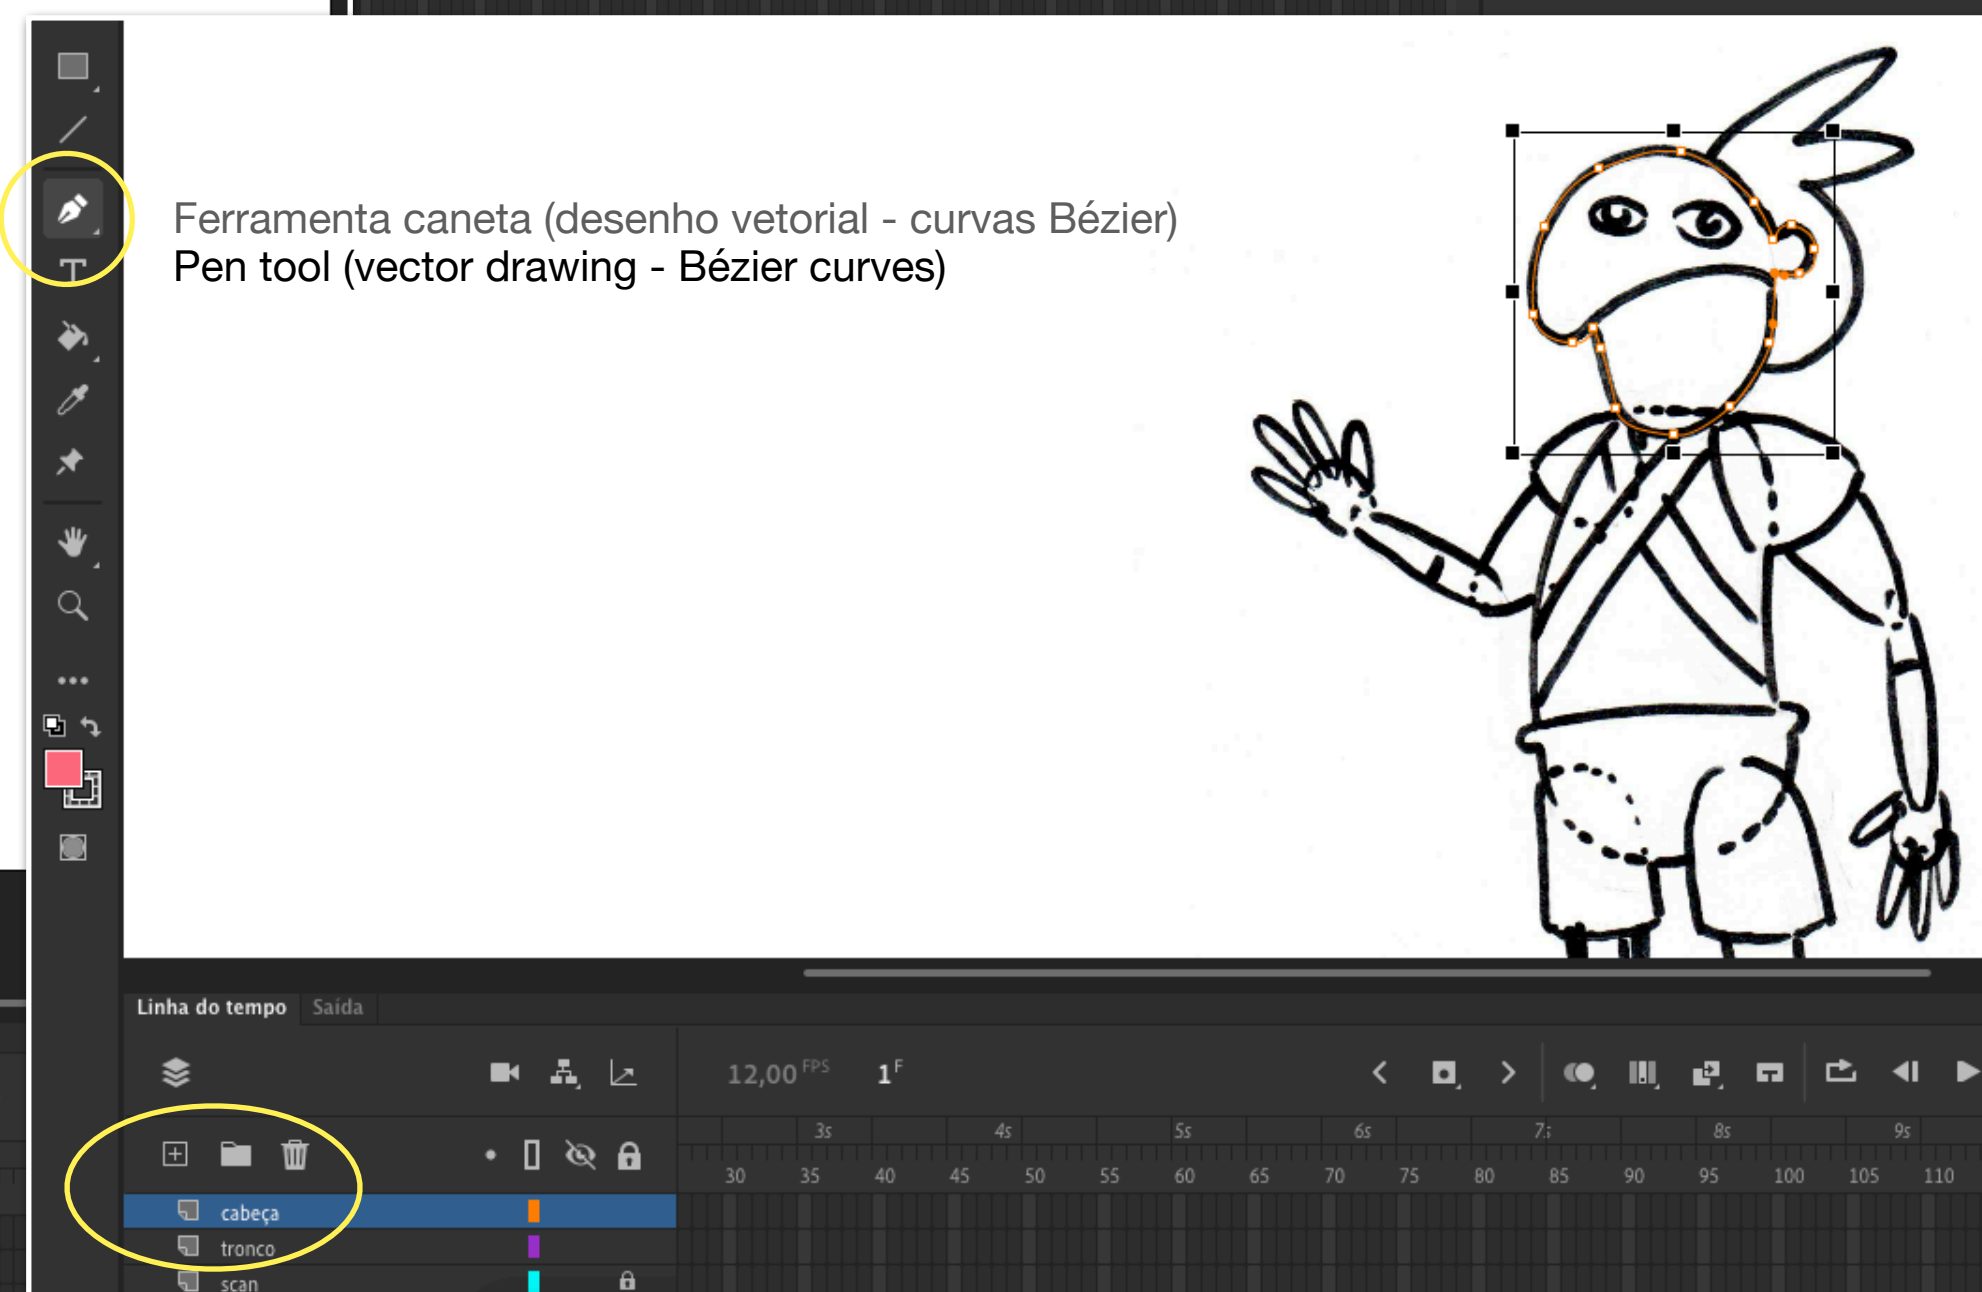 Ferramenta caneta (desenho vetorial - curvas Bézier)
Pen tool (vector drawing - Bézier curves)
T
Linha do tempo Saída
12,00 FPS 1 F
3s 4s 5s 6s 7s 8s 9s
30 35 40 45 50 55 60 65 70 75 80 85 90 95 100 105 110
cabeça
tronco
scan